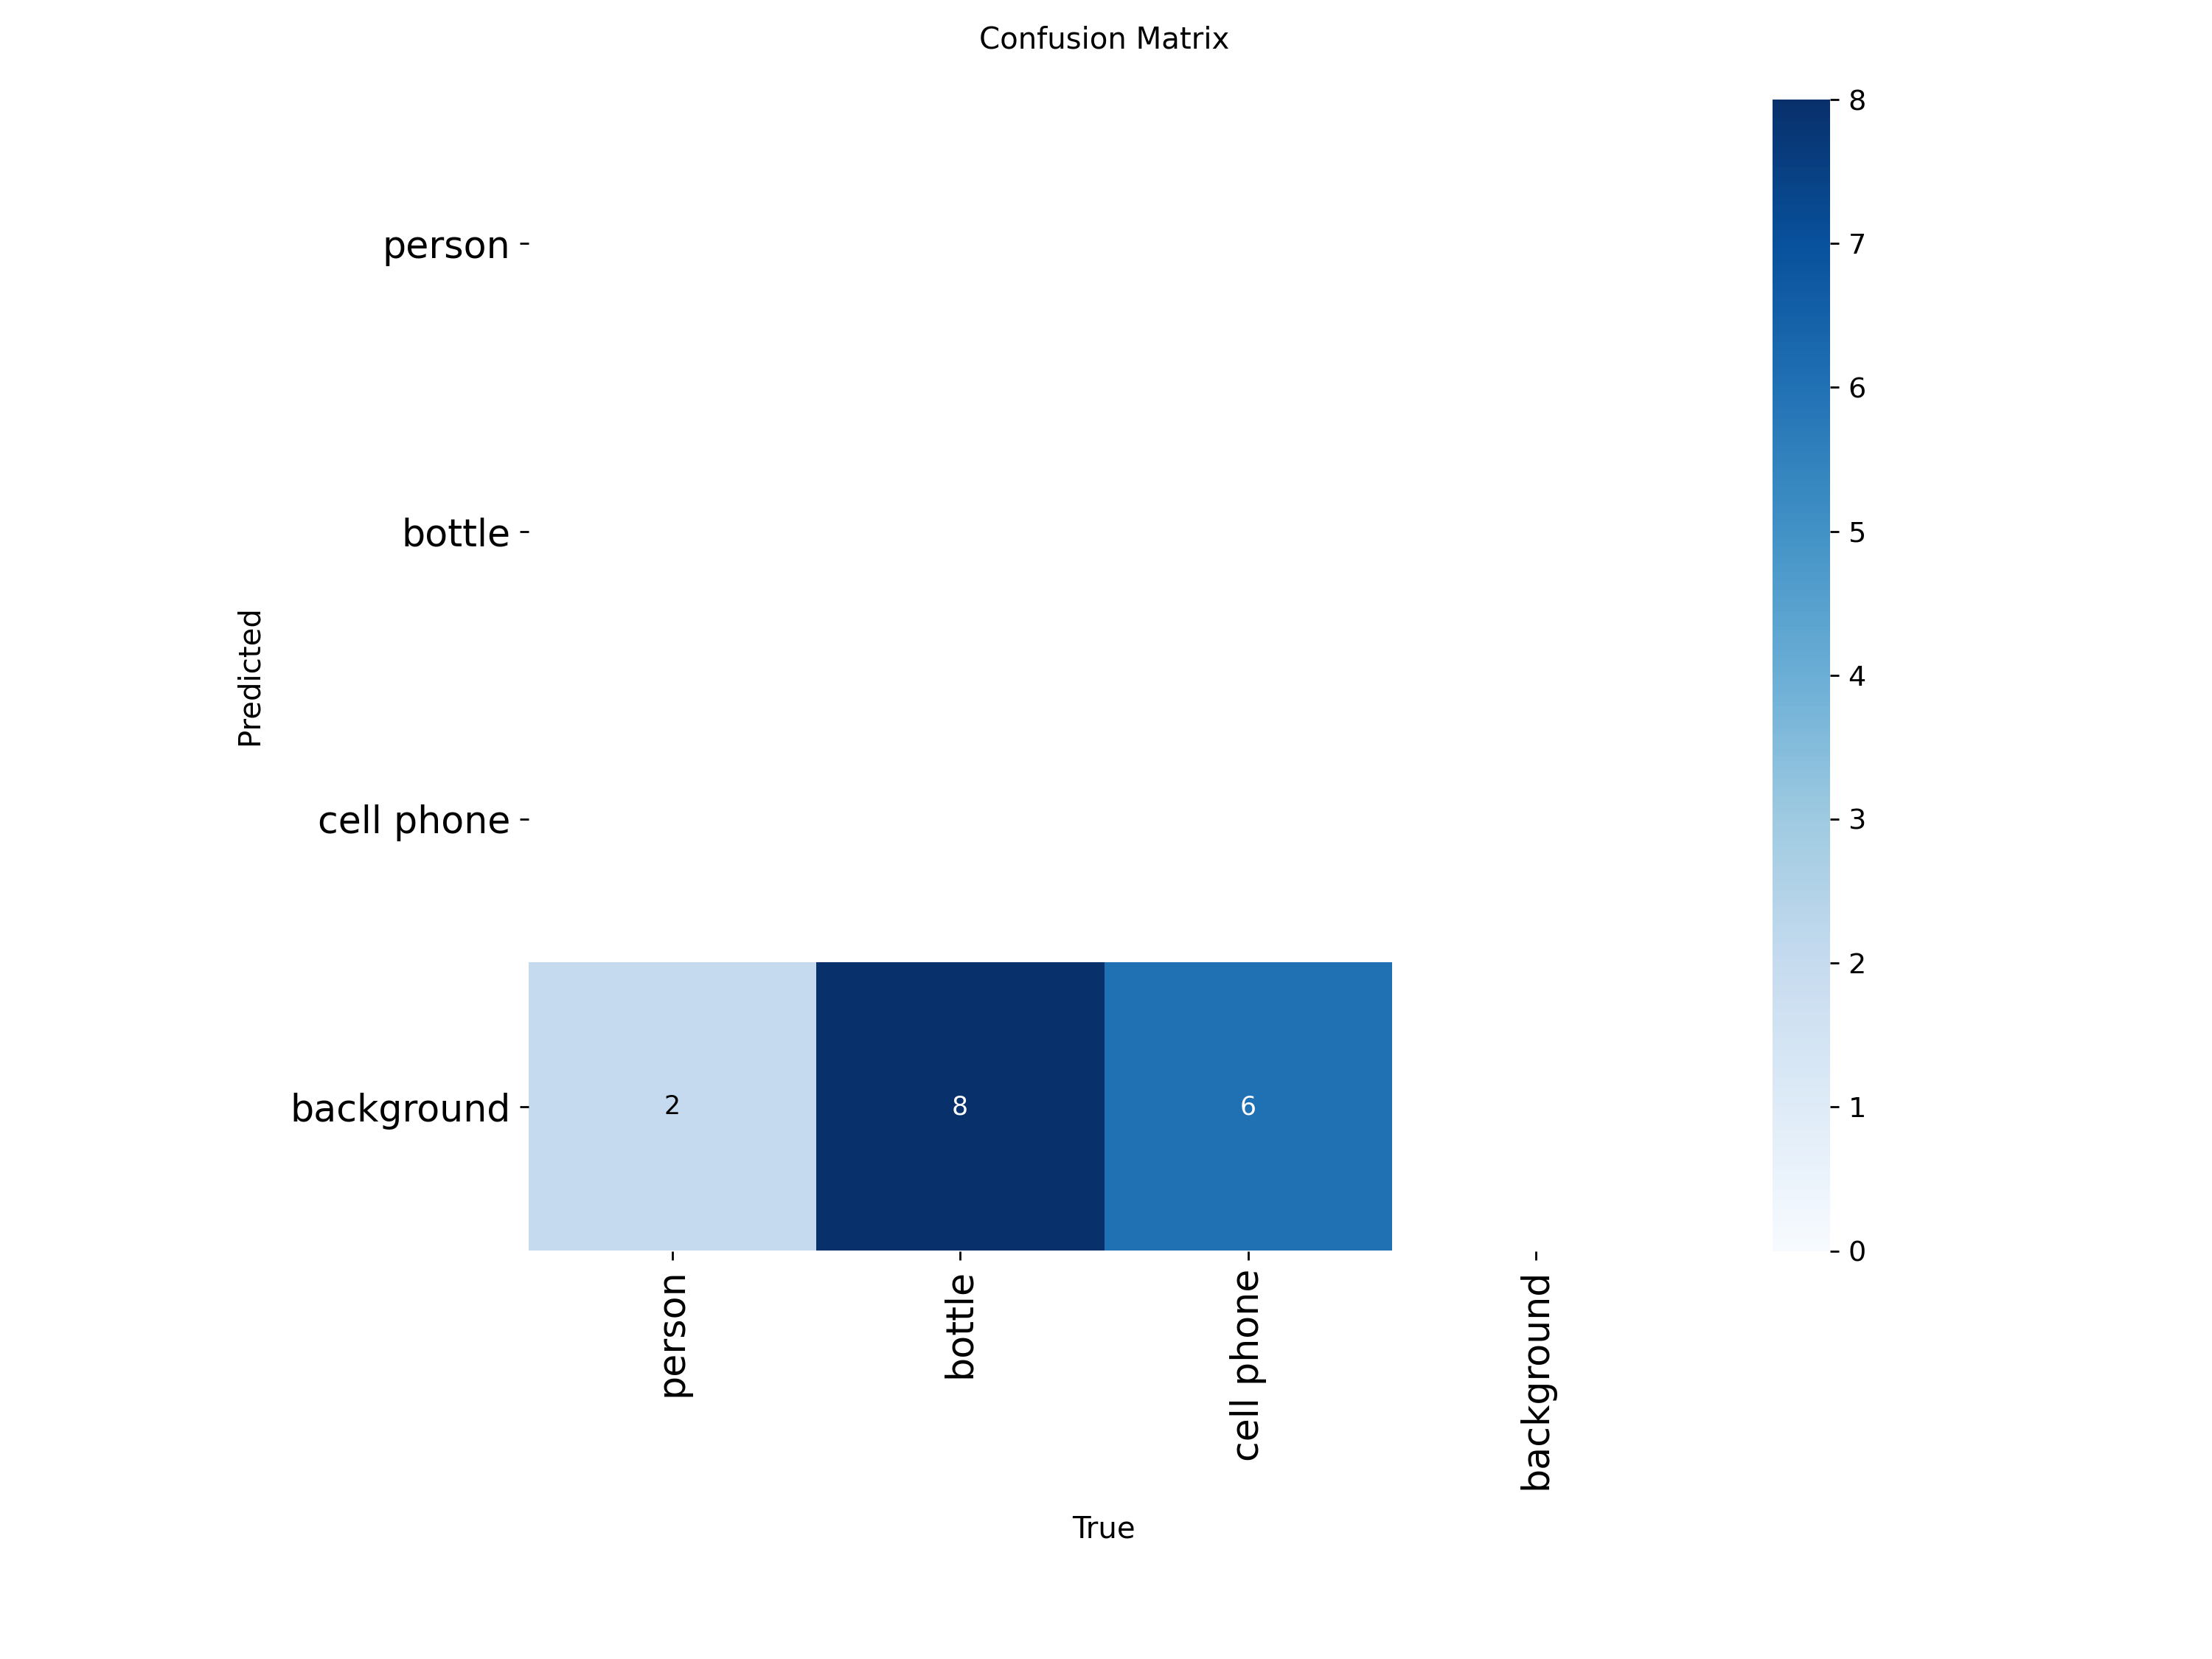 Confusion Matrix
8
person
7
6
bottle
5
Predicted
4
cell phone
3
2
background
2
8
6
1
0
person
bottle
cell phone
background
True